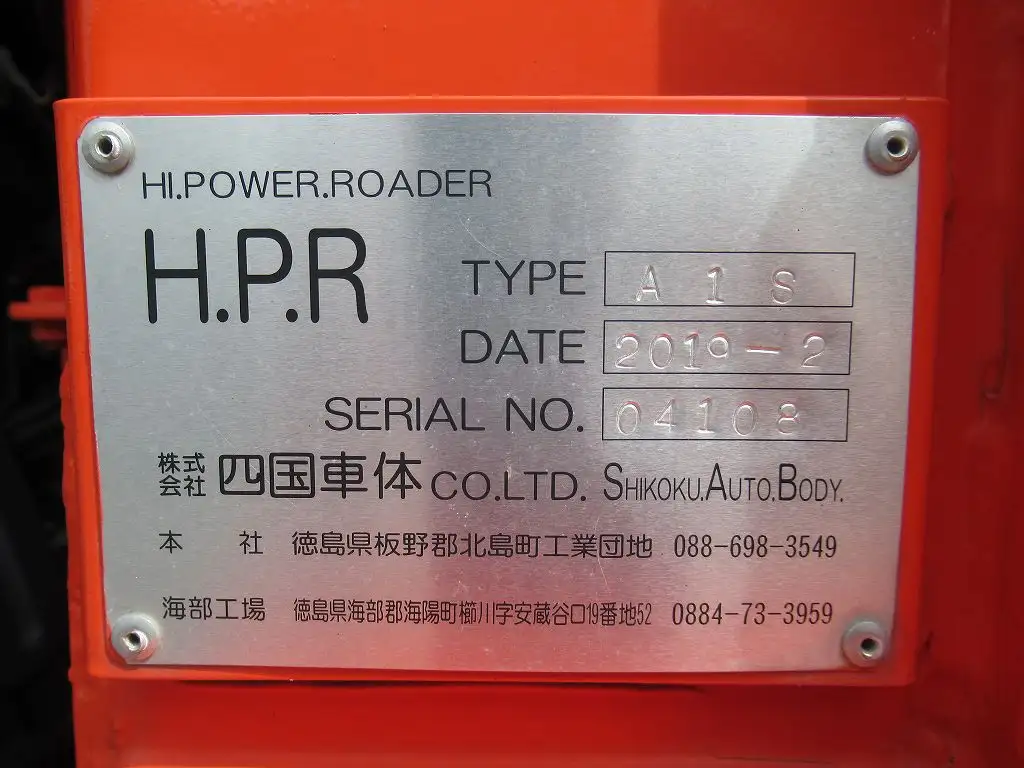 HI.POWER.ROADER
H.P.R
TYPE A1S
DATE 2019-2
SERIAL NO. 04108
株式会社 四国車体 CO.LTD. SHIKOKU.AUTO.BODY.
本 社 徳島県板野郡北島町工業団地 088-698-3549
海部工場 徳島県海部郡海陽町櫛川字安蔵谷口19番地52 0884-73-3959